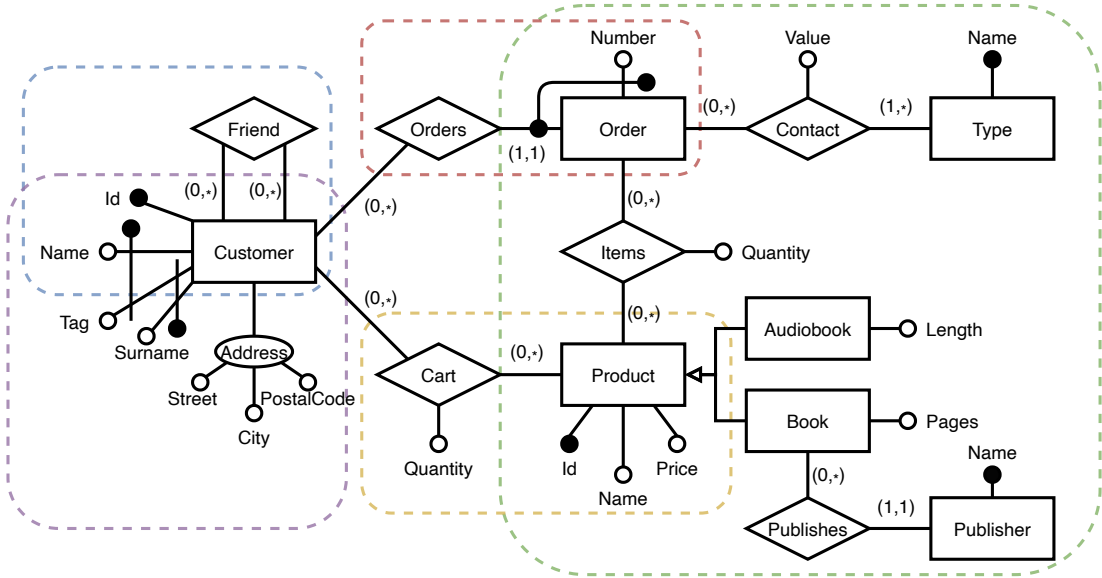 Number
Value
Name
Friend
Orders
(1,1)
Order
(0,*)
Contact
(1,*)
Type
(0,*)
(0,*)
Id
(0,*)
(0,*)
Name
Customer
Items
Quantity
(0,*)
(0,*)
Tag
Surname
Address
Street
PostalCode
City
Cart
(0,*)
Product
Audiobook
Length
Book
Pages
Quantity
Id
Name
Price
(0,*)
Name
Publishes
(1,1)
Publisher